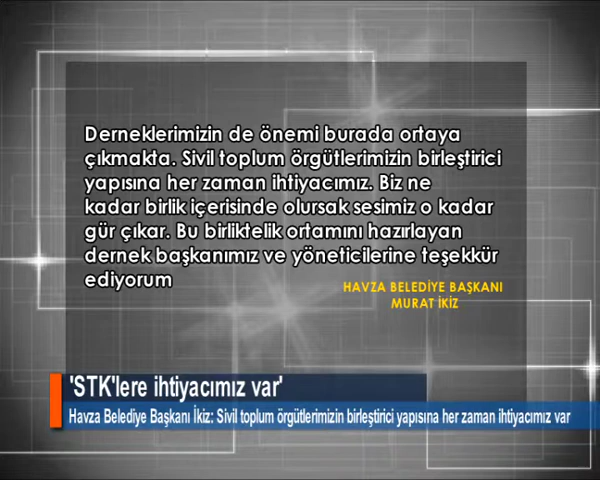 Derneklerimizin de önemi burada ortaya
çıkmakta. Sivil toplum örgütlerimizin birleştirici
yapısına her zaman ihtiyacımız. Biz ne
kadar birlik içerisinde olursak sesimiz o kadar
gür çıkar. Bu birliktelik ortamını hazırlayan
dernek başkanımız ve yöneticilerine teşekkür
ediyorum
HAVZA BELEDİYE BAŞKANI
MURAT İKİZ
'STK'lere ihtiyacımız var'
Havza Belediye Başkanı İkiz: Sivil toplum örgütlerimizin birleştirici yapısına her zaman ihtiyacımız var